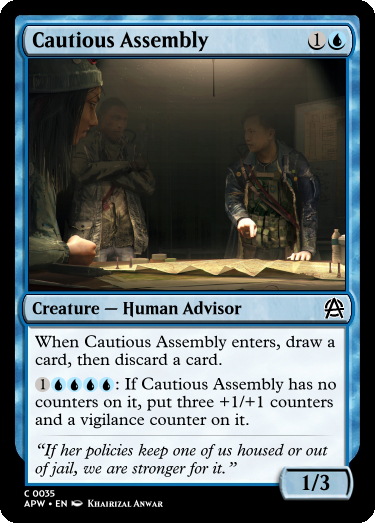 Cautious Assembly 1
Creature — Human Advisor
When Cautious Assembly enters, draw a
card, then discard a card.
1: If Cautious Assembly has no
counters on it, put three +1/+1 counters
and a vigilance counter on it.
“If her policies keep one of us housed or out
of jail, we are stronger for it.”
1/3
C 0035
APW • EN Khairizal Anwar